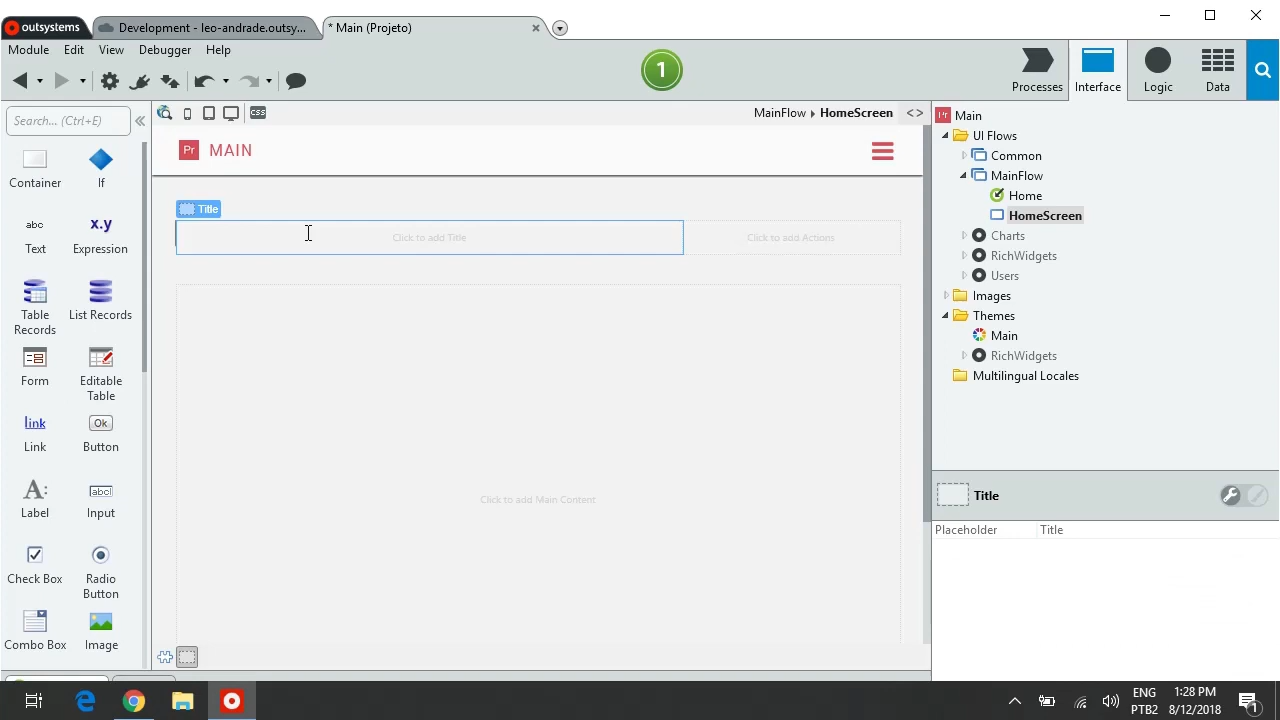 outsystems
Development - leo-andrade.outsy...
* Main (Projeto)
Module Edit View Debugger Help
1
Processes Interface Logic Data
Search... (Ctrl+E)
css
MainFlow HomeScreen <>
Container
If
abc
Text
x.y
Expression
Table Records
List Records
Form
Editable Table
link
Link
Ok
Button
A:
Label
abc
Input
Check Box
Radio Button
Combo Box
Image
Pr MAIN
Title
Click to add Title
Click to add Actions
Click to add Main Content
Pr Main
UI Flows
Common
MainFlow
Home
HomeScreen
Charts
RichWidgets
Users
Images
Themes
Main
RichWidgets
Multilingual Locales
Title
Placeholder Title
ENG
PTB2
1:28 PM
8/12/2018
1